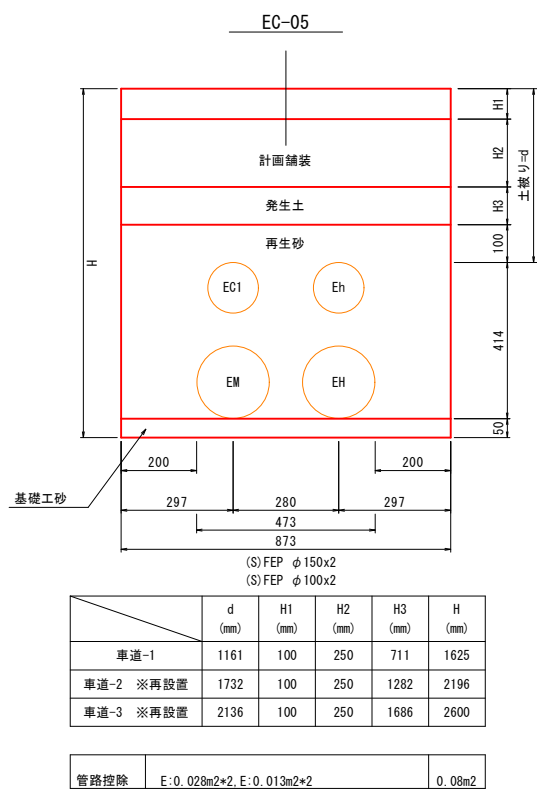 EC-05
H1
計画舗装
H2
土被り=d
発生土
H3
再生砂
100
H
EC1
Eh
414
EM
EH
50
200
200
基礎工砂
297
280
297
473
873
(S)FEP φ150x2
(S)FEP φ100x2
d H1 H2 H3 H
(mm) (mm) (mm) (mm) (mm)
車道-1 1161 100 250 711 1625
車道-2 ※再設置 1732 100 250 1282 2196
車道-3 ※再設置 2136 100 250 1686 2600
管路控除 E:0.028m2*2,E:0.013m2*2 0.08m2